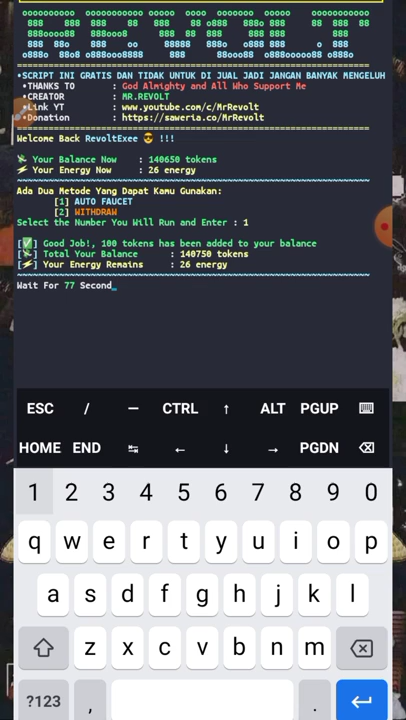 •SCRIPT INI GRATIS DAN TIDAK UNTUK DI JUAL JADI JANGAN BANYAK MENGELUH
•THANKS TO : God Almighty and All Who Support Me
•CREATOR : MR.REVOLT
•Link YT : www.youtube.com/c/MrRevolt
•Donation : https://saweria.co/MrRevolt
Welcome Back RevoltExee 😎 !!!
💸 Your Balance Now : 140650 tokens
⚡ Your Energy Now : 26 energy
Ada Dua Metode Yang Dapat Kamu Gunakan:
[1] AUTO FAUCET
[2] WITHDRAW
Select the Number You Will Run and Enter : 1
[✅] Good Job!, 100 tokens has been added to your balance
[💸] Total Your Balance : 140750 tokens
[⚡] Your Energy Remains : 26 energy
Wait For 77 Second_
ESC / — CTRL ↑ ALT PGUP ⌨
HOME END ↹ ← ↓ → PGDN ⌫
1 2 3 4 5 6 7 8 9 0
q w e r t y u i o p
a s d f g h j k l
z x c v b n m
?123 , .